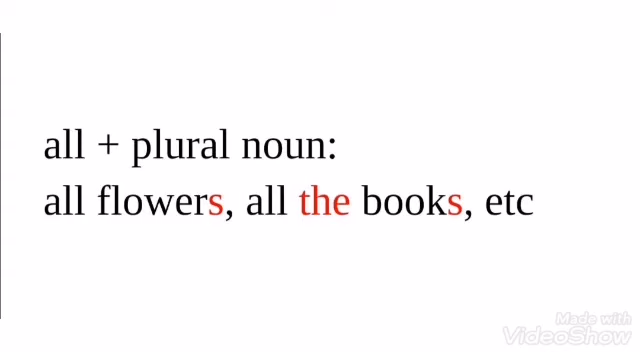 all + plural noun:
all flowers, all the books, etc
Made with
VideoShow